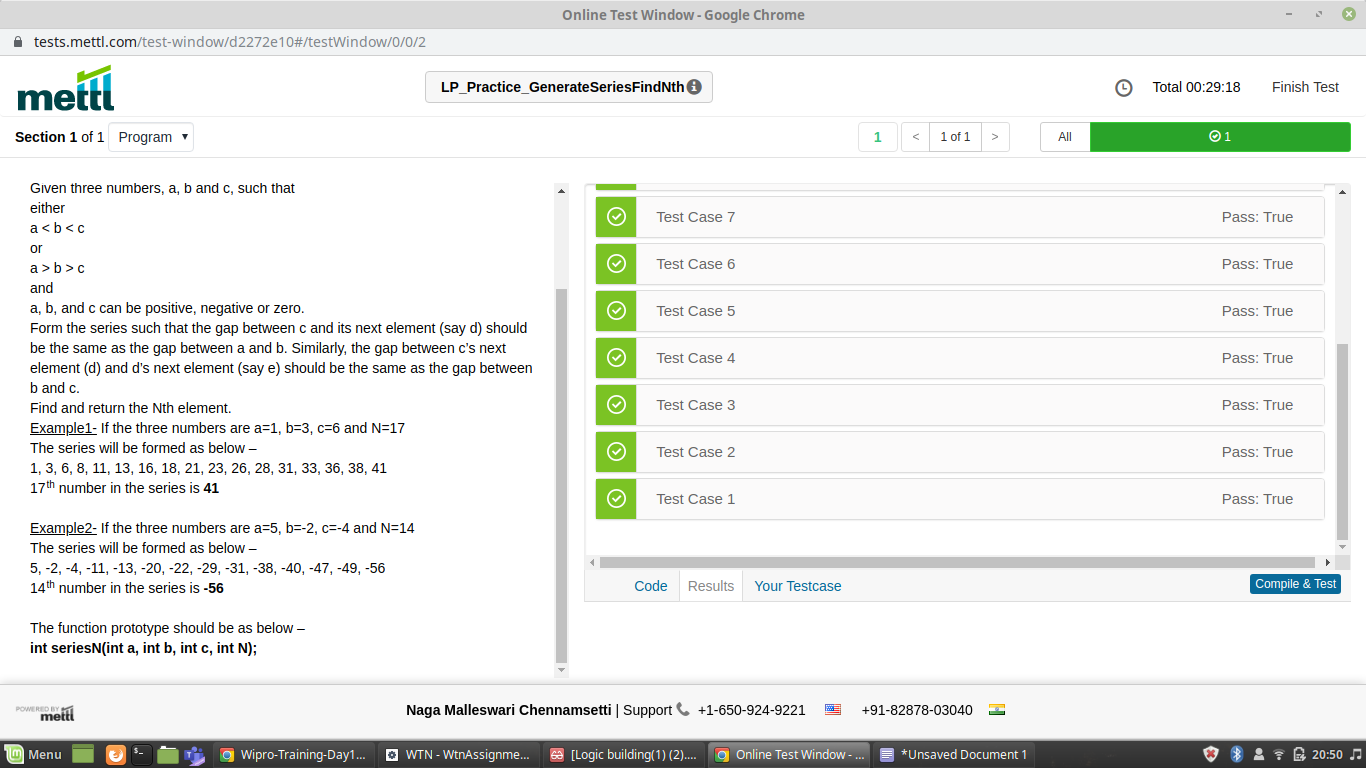 Online Test Window - Google Chrome
tests.mettl.com/test-window/d2272e10#/testWindow/0/0/2
mettl
LP_Practice_GenerateSeriesFindNth
Total 00:29:18
Finish Test
Section 1 of 1
Program
1
<
1 of 1
>
All
1
Given three numbers, a, b and c, such that
either
a < b < c
or
a > b > c
and
a, b, and c can be positive, negative or zero.
Form the series such that the gap between c and its next element (say d) should
be the same as the gap between a and b. Similarly, the gap between c’s next
element (d) and d’s next element (say e) should be the same as the gap between
b and c.
Find and return the Nth element.
Example1- If the three numbers are a=1, b=3, c=6 and N=17
The series will be formed as below –
1, 3, 6, 8, 11, 13, 16, 18, 21, 23, 26, 28, 31, 33, 36, 38, 41
17th number in the series is 41
Example2- If the three numbers are a=5, b=-2, c=-4 and N=14
The series will be formed as below –
5, -2, -4, -11, -13, -20, -22, -29, -31, -38, -40, -47, -49, -56
14th number in the series is -56
The function prototype should be as below –
int seriesN(int a, int b, int c, int N);
Test Case 7 Pass: True
Test Case 6 Pass: True
Test Case 5 Pass: True
Test Case 4 Pass: True
Test Case 3 Pass: True
Test Case 2 Pass: True
Test Case 1 Pass: True
Code
Results
Your Testcase
Compile & Test
POWERED BY mettl
Naga Malleswari Chennamsetti | Support +1-650-924-9221 +91-82878-03040
Menu
Wipro-Training-Day1...
WTN - WtnAssignme...
[Logic building(1) (2)....
Online Test Window - ...
*Unsaved Document 1
20:50